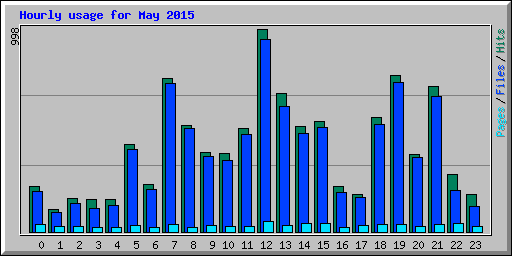 Hourly usage for May 2015
998
Pages/Files/Hits
0 1 2 3 4 5 6 7 8 9 10 11 12 13 14 15 16 17 18 19 20 21 22 23